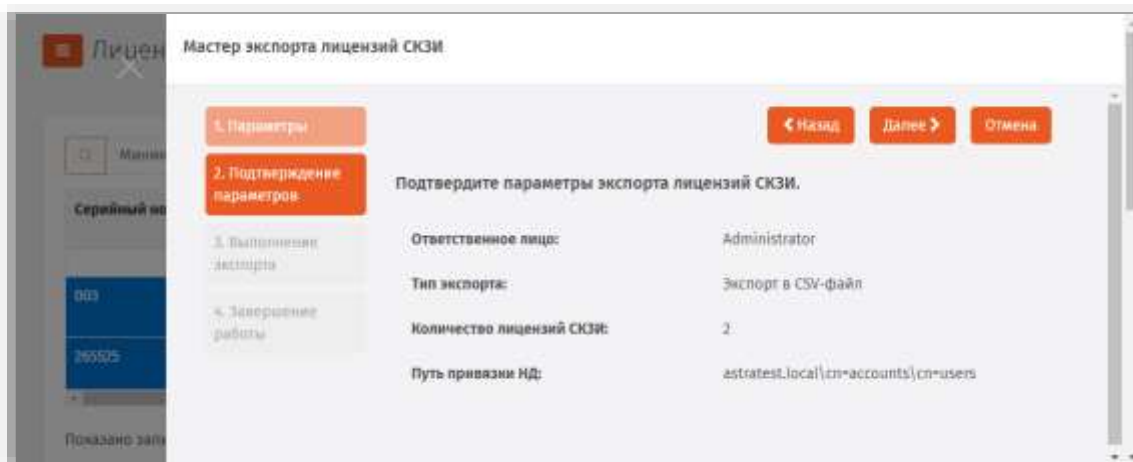 Лицен
Мастер экспорта лицензий СКЗИ
1. Параметры
Назад
Далее
Отмена
2. Подтверждение
параметров
Подтвердите параметры экспорта лицензий СКЗИ.
Серийный но
Ответственное лицо:
Administrator
3. Выполнение
экспорта
Тип экспорта:
Экспорт в CSV-файл
003
4. Завершение
работы
Количество лицензий СКЗИ:
2
265525
Путь привязки НД:
astratest.local\cn=accounts\cn=users
Показано запи